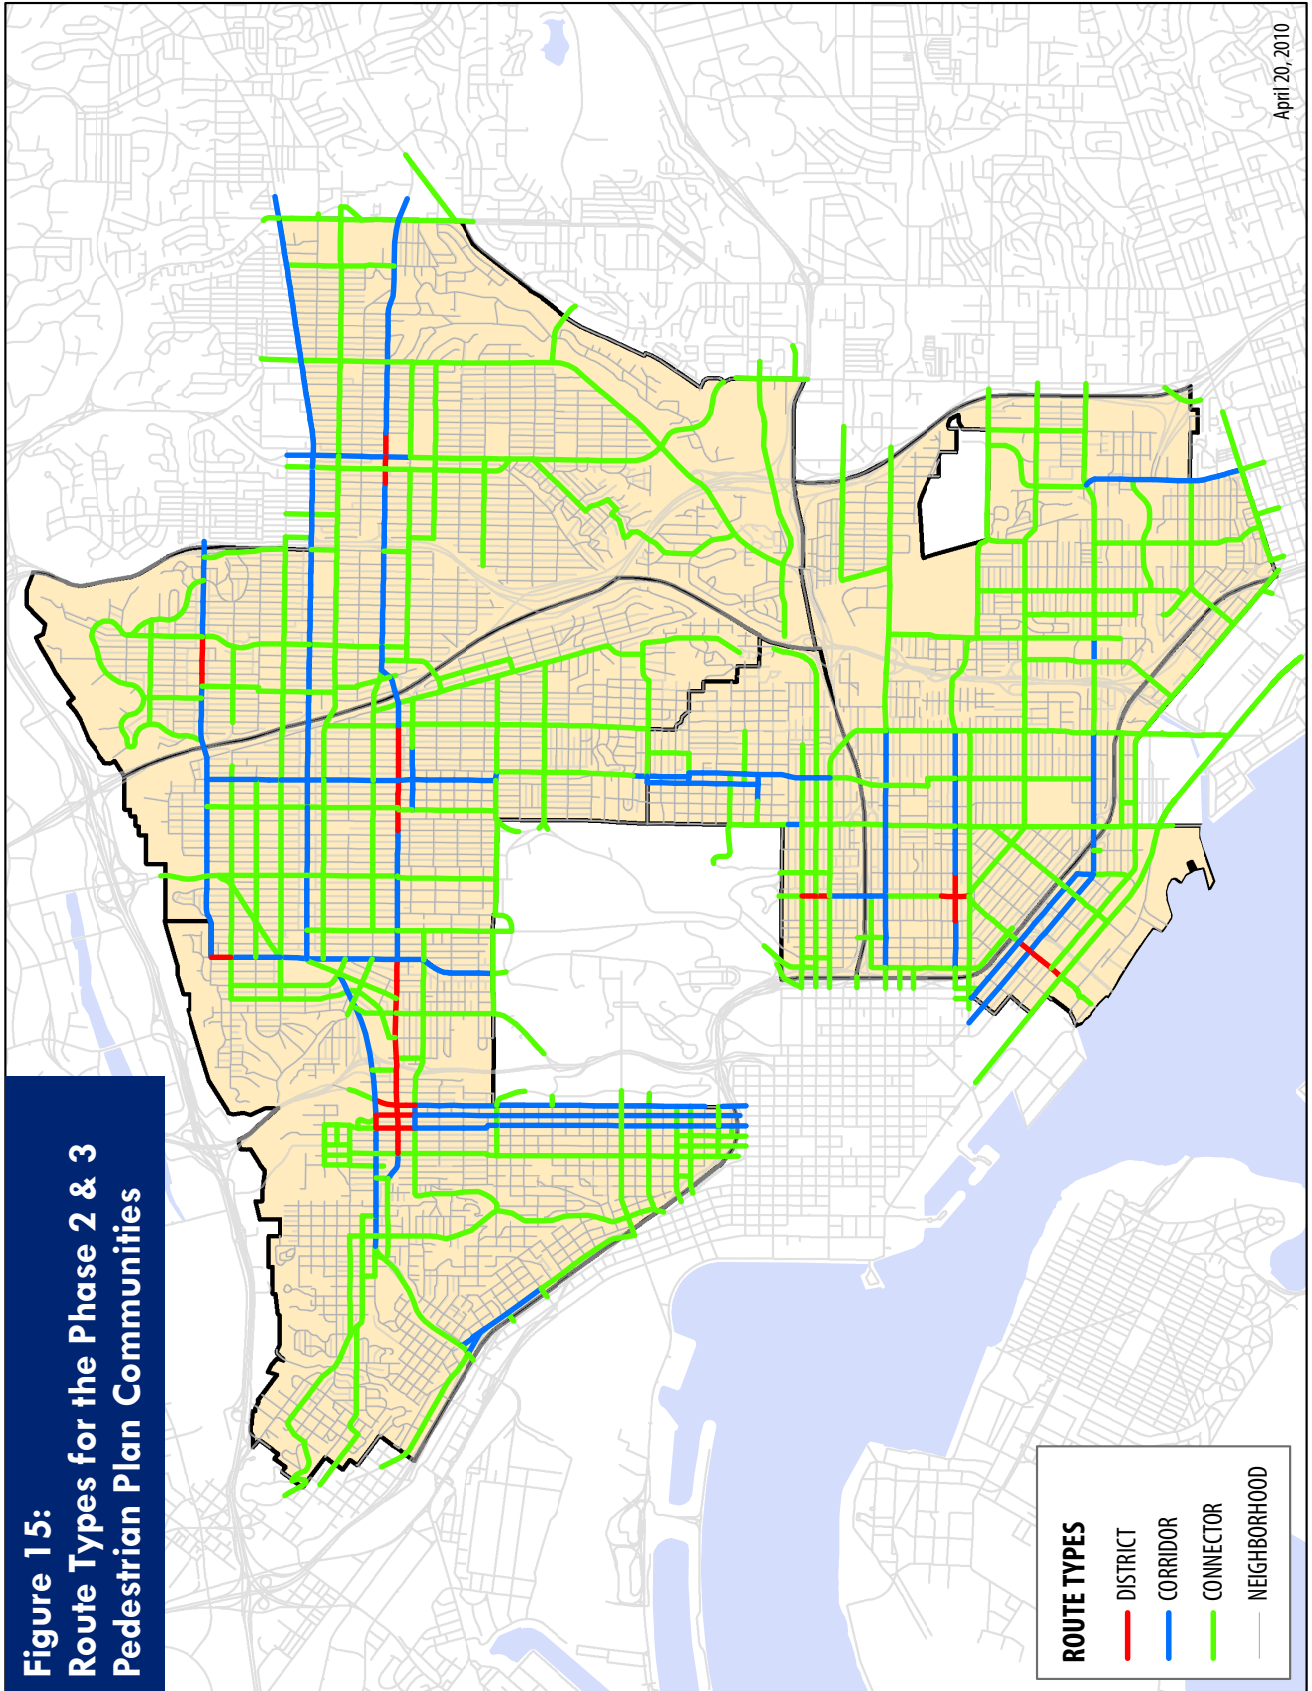 Figure 15:
Route Types for the Phase 2 & 3
Pedestrian Plan Communities
ROUTE TYPES
DISTRICT
CORRIDOR
CONNECTOR
NEIGHBORHOOD
April 20, 2010